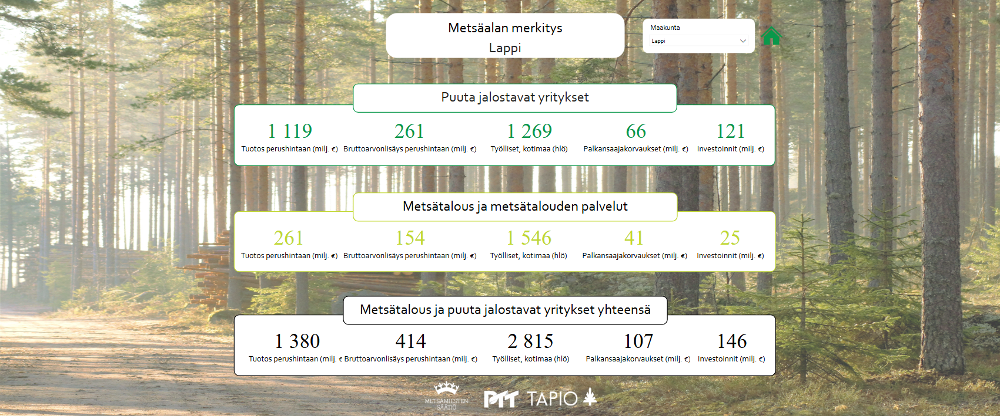 Metsäalan merkitys
Lappi
Maakunta
Lappi
Puuta jalostavat yritykset
1 119 261 1 269 66 121
Tuotos perushintaan (milj. €) Bruttoarvonlisäys perushintaan (milj. €) Työlliset, kotimaa (hlö) Palkansaajakorvaukset (milj. €) Investoinnit (milj. €)
Metsätalous ja metsätalouden palvelut
261 154 1 546 41 25
Tuotos perushintaan (milj. €) Bruttoarvonlisäys perushintaan (milj. €) Työlliset, kotimaa (hlö) Palkansaajakorvaukset (milj. €) Investoinnit (milj. €)
Metsätalous ja puuta jalostavat yritykset yhteensä
1 380 414 2 815 107 146
Tuotos perushintaan (milj. € Bruttoarvonlisäys perushintaan (milj. €) Työlliset, kotimaa (hlö) Palkansaajakorvaukset (milj. €) Investoinnit (milj. €)
METSÄMIESTEN
SÄÄTIÖ
PTT
TAPIO